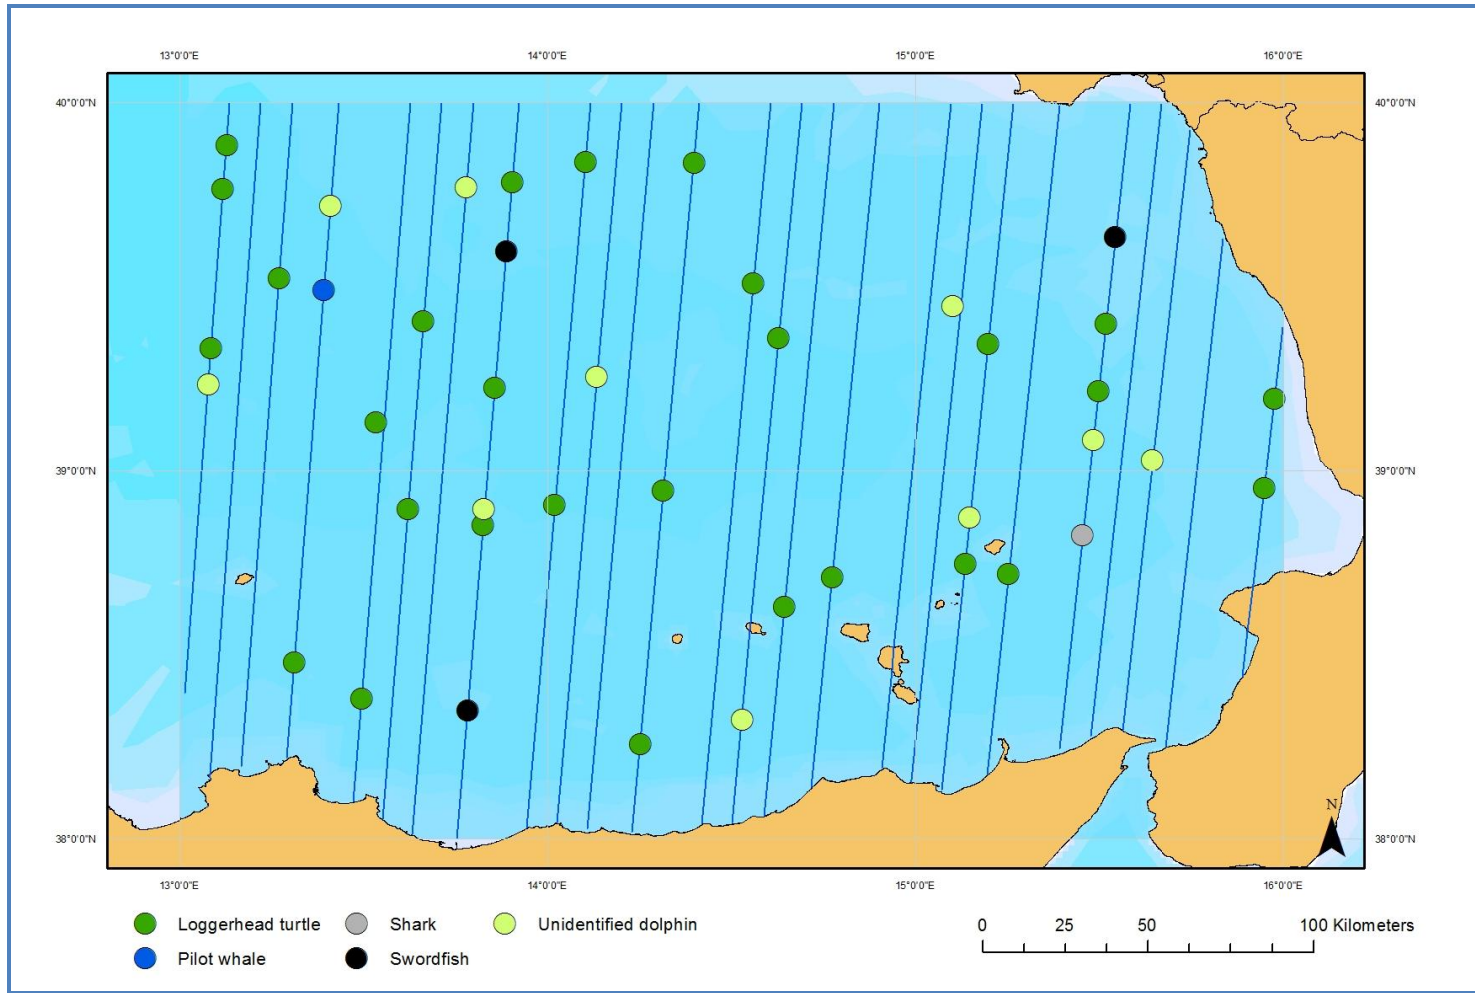 13°0'0"E 14°0'0"E 15°0'0"E 16°0'0"E
40°0'0"N 40°0'0"N
39°0'0"N 39°0'0"N
N
38°0'0"N 38°0'0"N
13°0'0"E 14°0'0"E 15°0'0"E 16°0'0"E
Loggerhead turtle Shark Unidentified dolphin 0 25 50 100 Kilometers
Pilot whale Swordfish